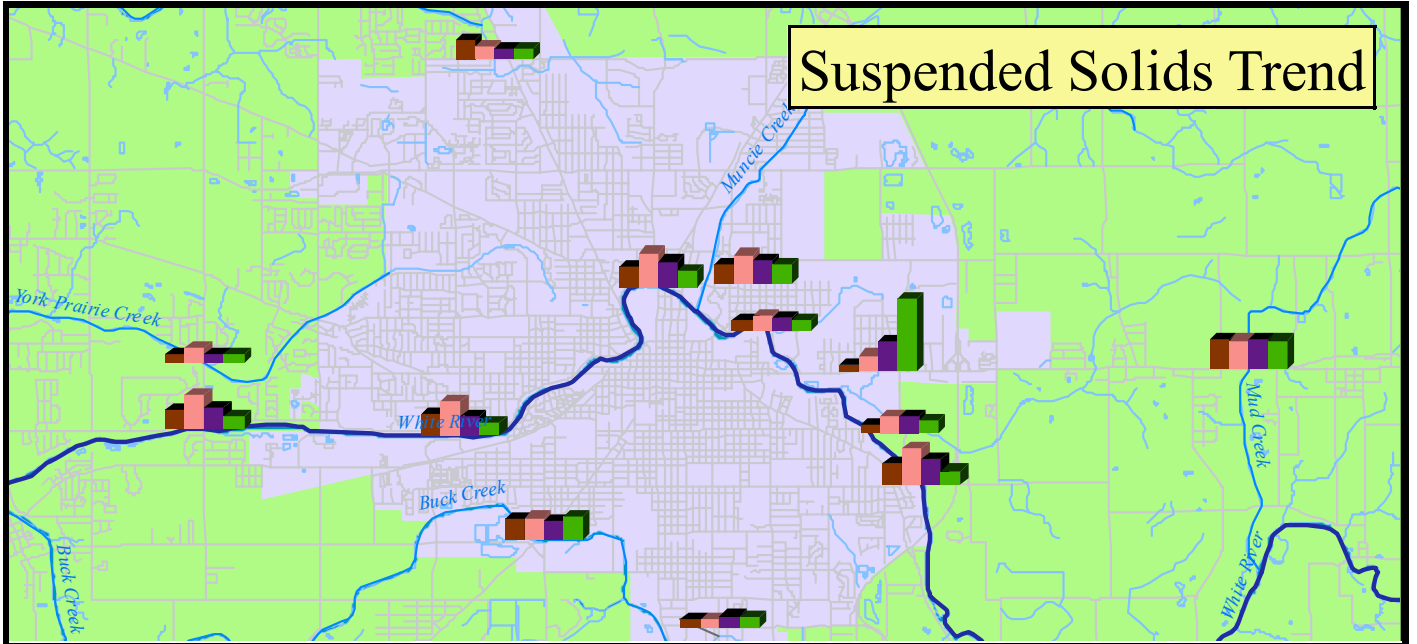 Suspended Solids Trend
Muncie Creek
York Prairie Creek
White River
Mud Creek
Buck Creek
Buck Creek
White River